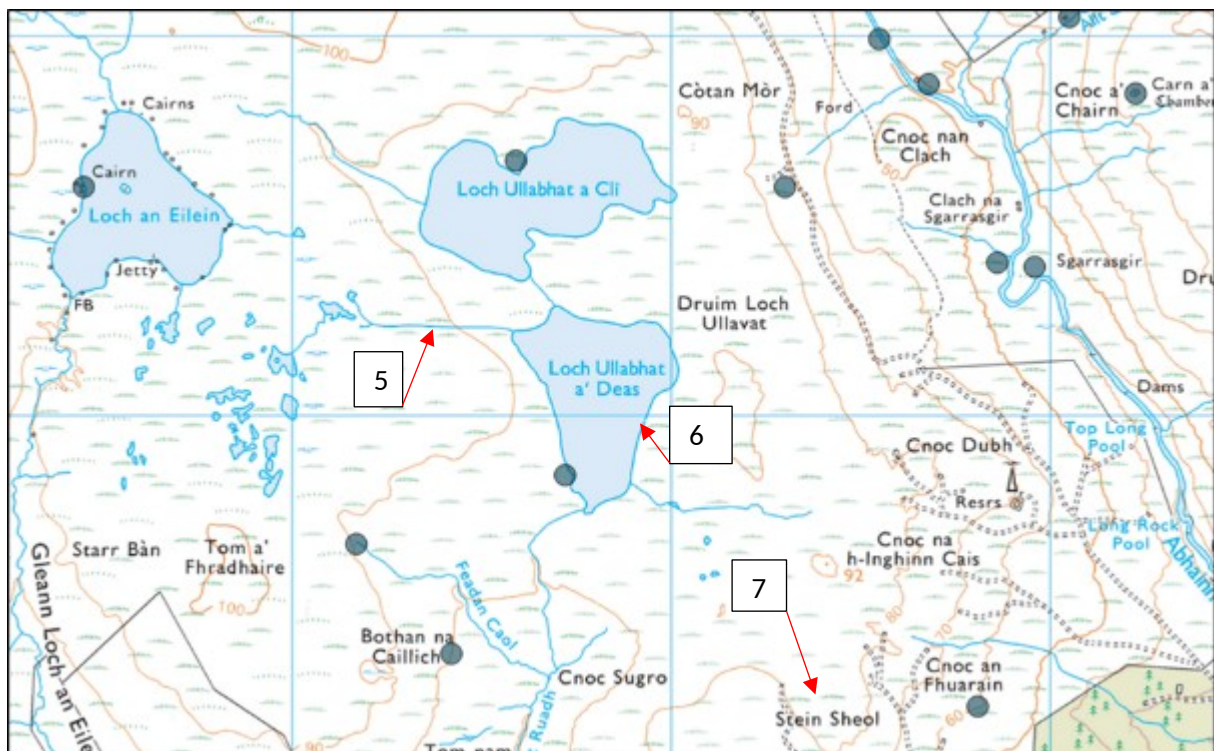 100
Cairns
Cairn
Loch an Eilein
Jetty
FB
Loch Ullabhat a Clì
Còtan Mòr
90
Ford
Cnoc nan
Clach
50
Cnoc a'
Chairn
Carn a'
Clach na
Sgarrasgir
Sgarrasgir
Druim Loch
Ullavat
Loch Ullabhat
a' Deas
5
6
Dams
Top Long
Pool
Cnoc Dubh
Resrs
Long Rock
Pool
Abhainn
Cnoc na
h-Inghinn Cais
92
Starr Bàn
Tom a'
Fhradhaire
100
Gleann Loch an Eile
Feadan Caol
Bothan na
Caillich
Cnoc Sugro
Ruadh
90
7
80
70
Cnoc an
Fhuarain
60
Stein Sheol